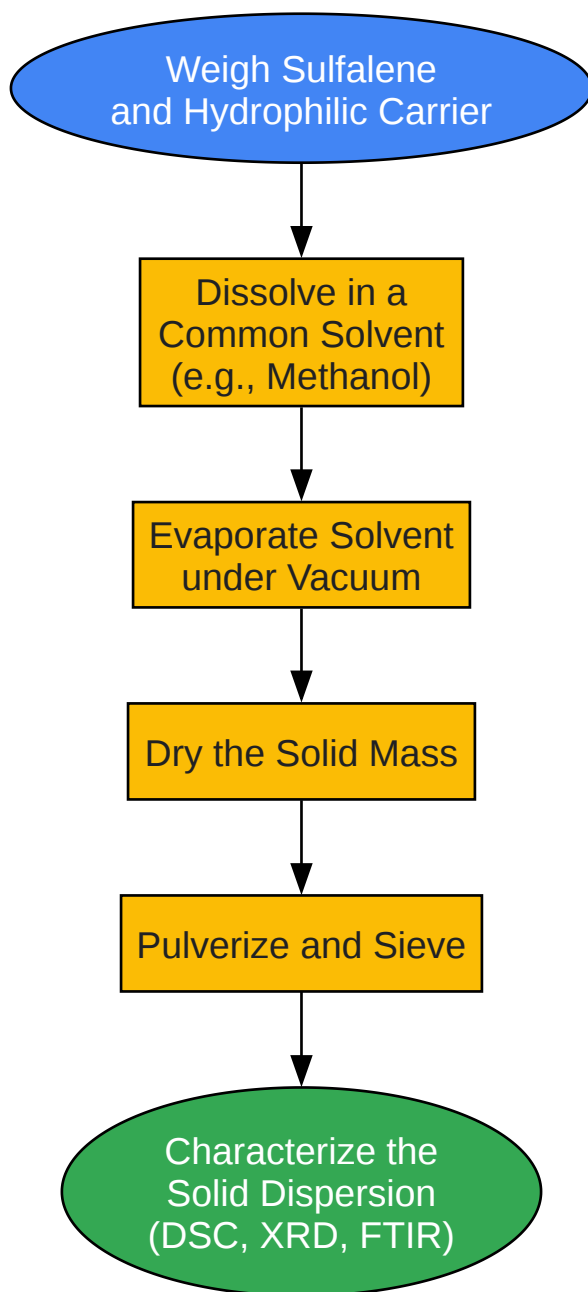 Weigh Sulfalene
and Hydrophilic Carrier
Dissolve in a
Common Solvent
(e.g., Methanol)
Evaporate Solvent
under Vacuum
Dry the Solid Mass
Pulverize and Sieve
Characterize the
Solid Dispersion
(DSC, XRD, FTIR)